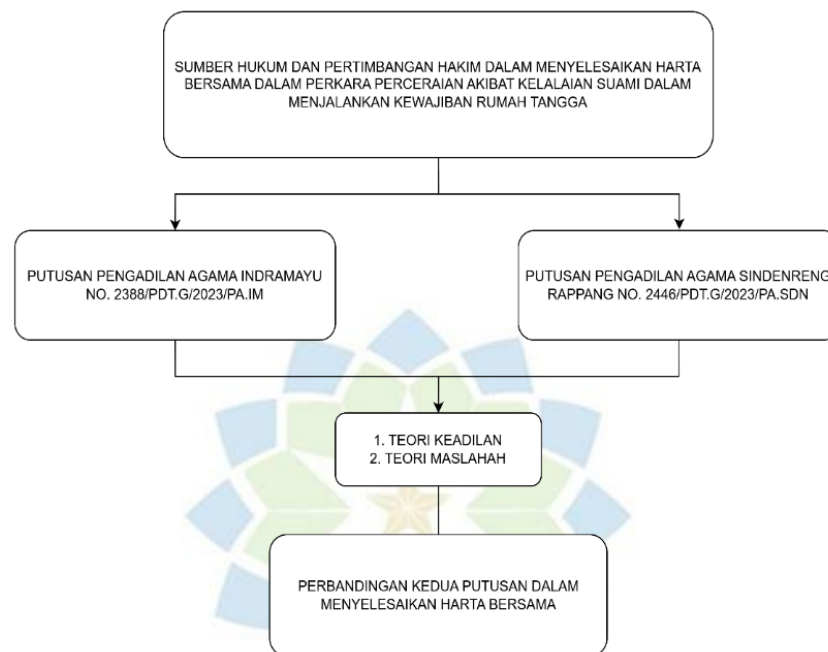 SUMBER HUKUM DAN PERTIMBANGAN HAKIM DALAM MENYELESAIKAN HARTA
BERSAMA DALAM PERKARA PERCERAIAN AKIBAT KELALAIAN SUAMI DALAM
MENJALANKAN KEWAJIBAN RUMAH TANGGA
PUTUSAN PENGADILAN AGAMA INDRAMAYU
NO. 2388/PDT.G/2023/PA.IM
PUTUSAN PENGADILAN AGAMA SINDENRENG
RAPPANG NO. 2446/PDT.G/2023/PA.SDN
1. TEORI KEADILAN
2. TEORI MASLAHAH
PERBANDINGAN KEDUA PUTUSAN DALAM
MENYELESAIKAN HARTA BERSAMA